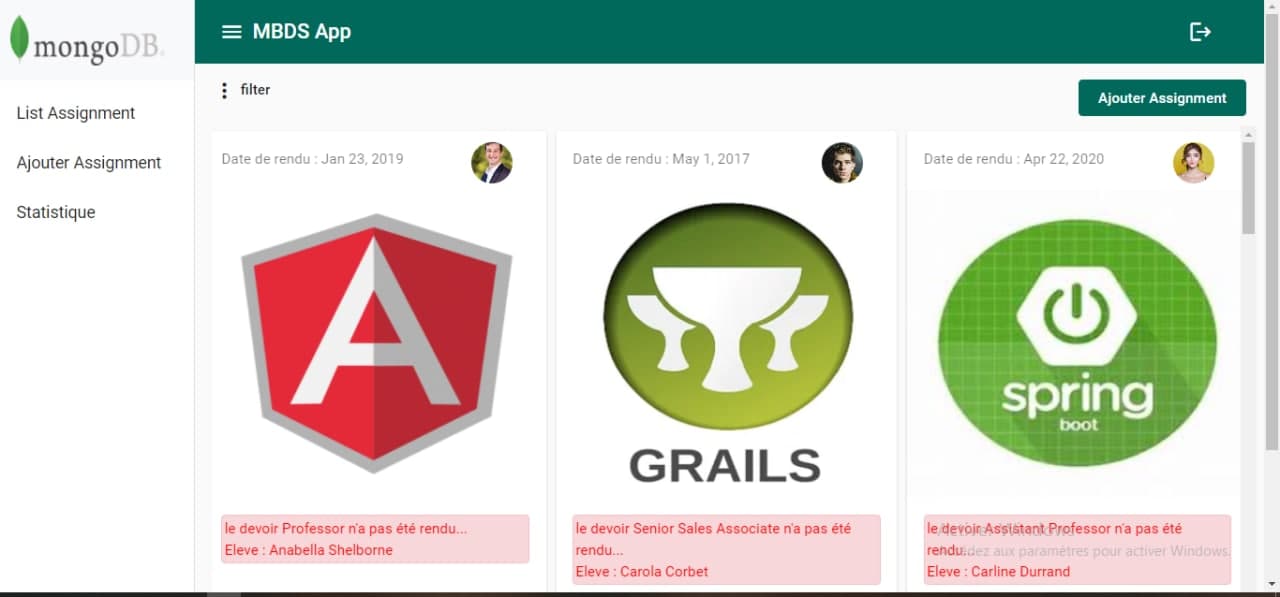 mongoDB.
MBDS App
List Assignment
Ajouter Assignment
Statistique
filter
Ajouter Assignment
Date de rendu : Jan 23, 2019
le devoir Professor n'a pas été rendu...
Eleve : Anabella Shelborne
Date de rendu : May 1, 2017
GRAILS
le devoir Senior Sales Associate n'a pas été
rendu...
Eleve : Carola Corbet
Date de rendu : Apr 22, 2020
spring
boot
le devoir Assistant Professor n'a pas été
rendu...
Eleve : Carline Durrand
aux paramètres pour activer Windows.